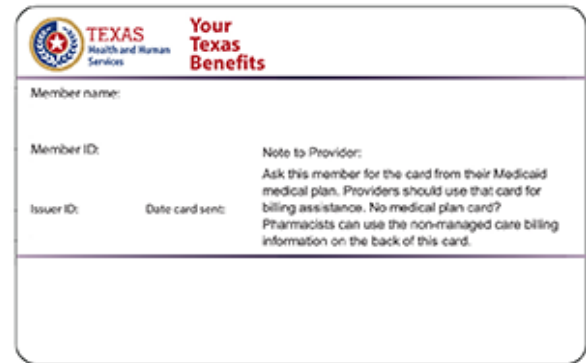 TEXAS
Health and Human
Services
Your
Texas
Benefits
Member name:
Member ID:
Note to Provider:
Ask this member for the card from their Medicaid
medical plan. Providers should use that card for
billing assistance. No medical plan card?
Pharmacists can use the non-managed care billing
information on the back of this card.
Issuer ID:
Date card sent: